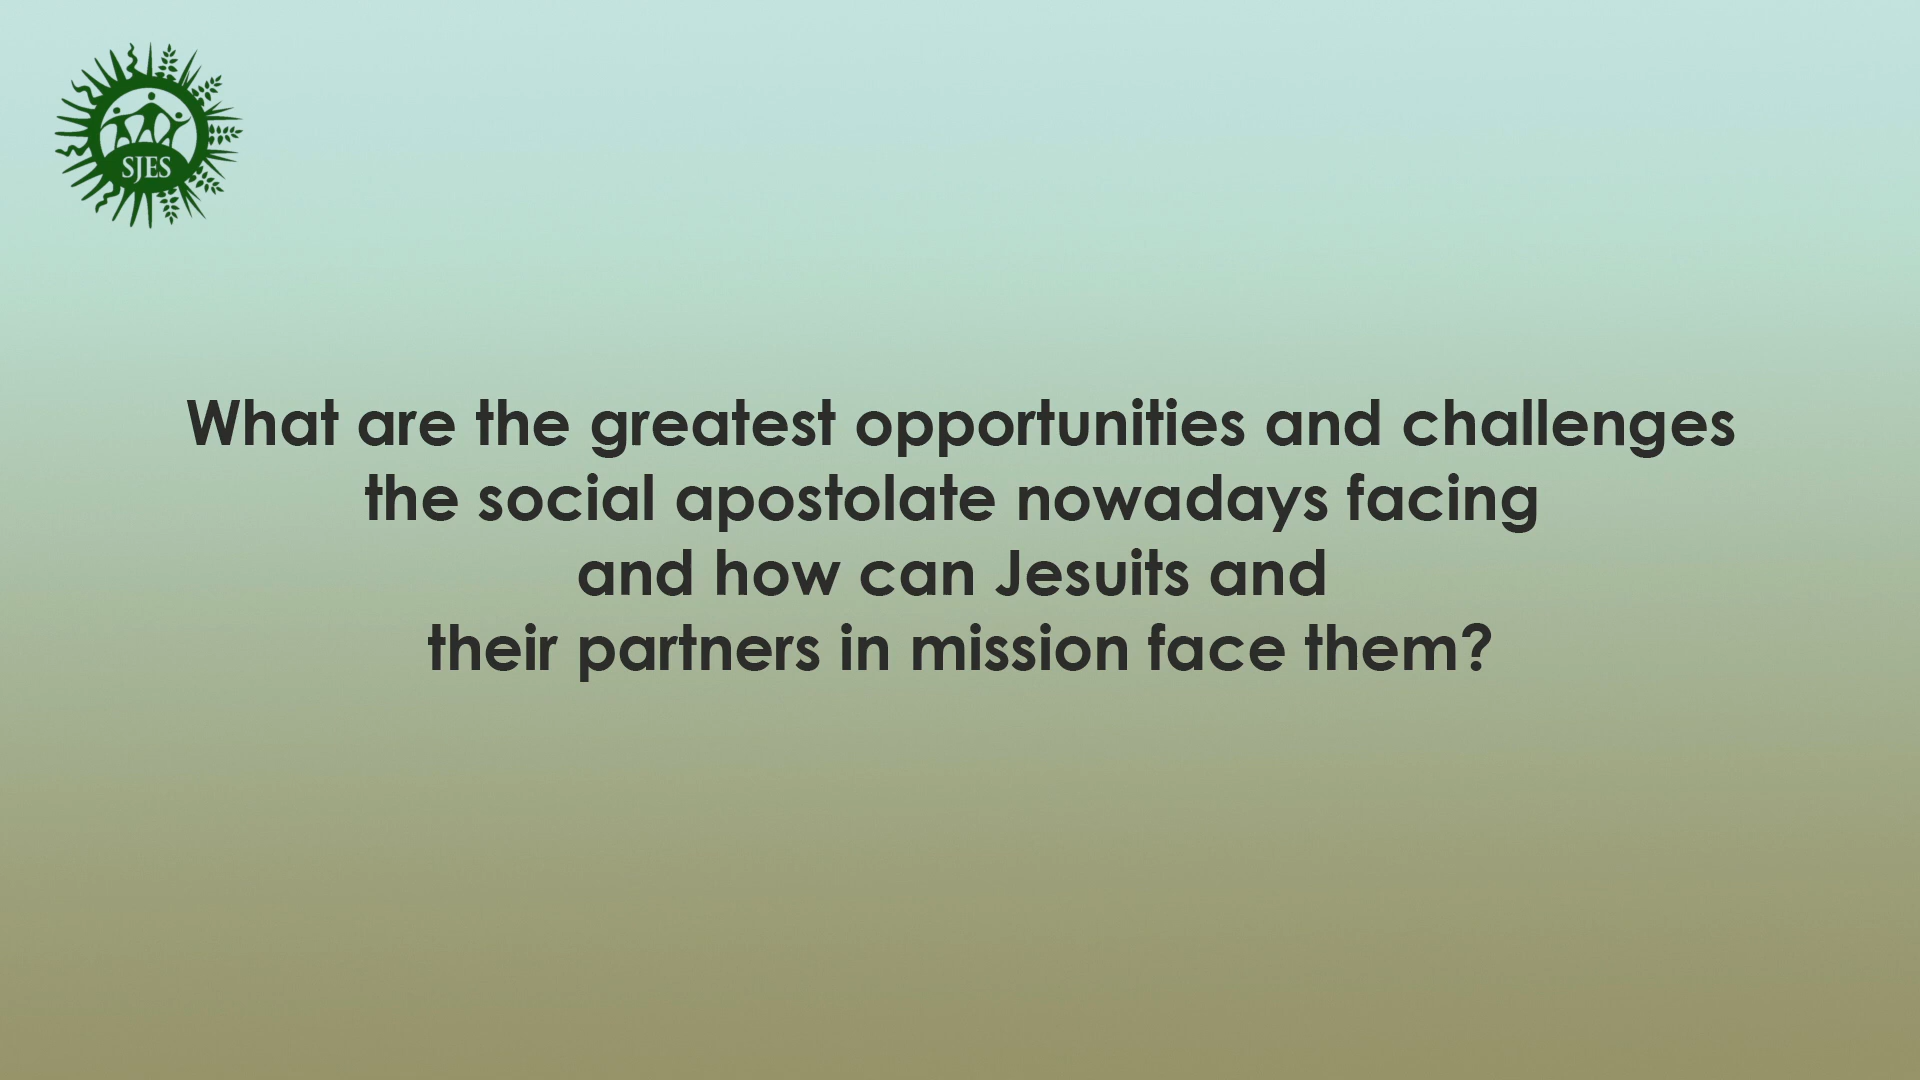 SJES
What are the greatest opportunities and challenges
the social apostolate nowadays facing
and how can Jesuits and
their partners in mission face them?